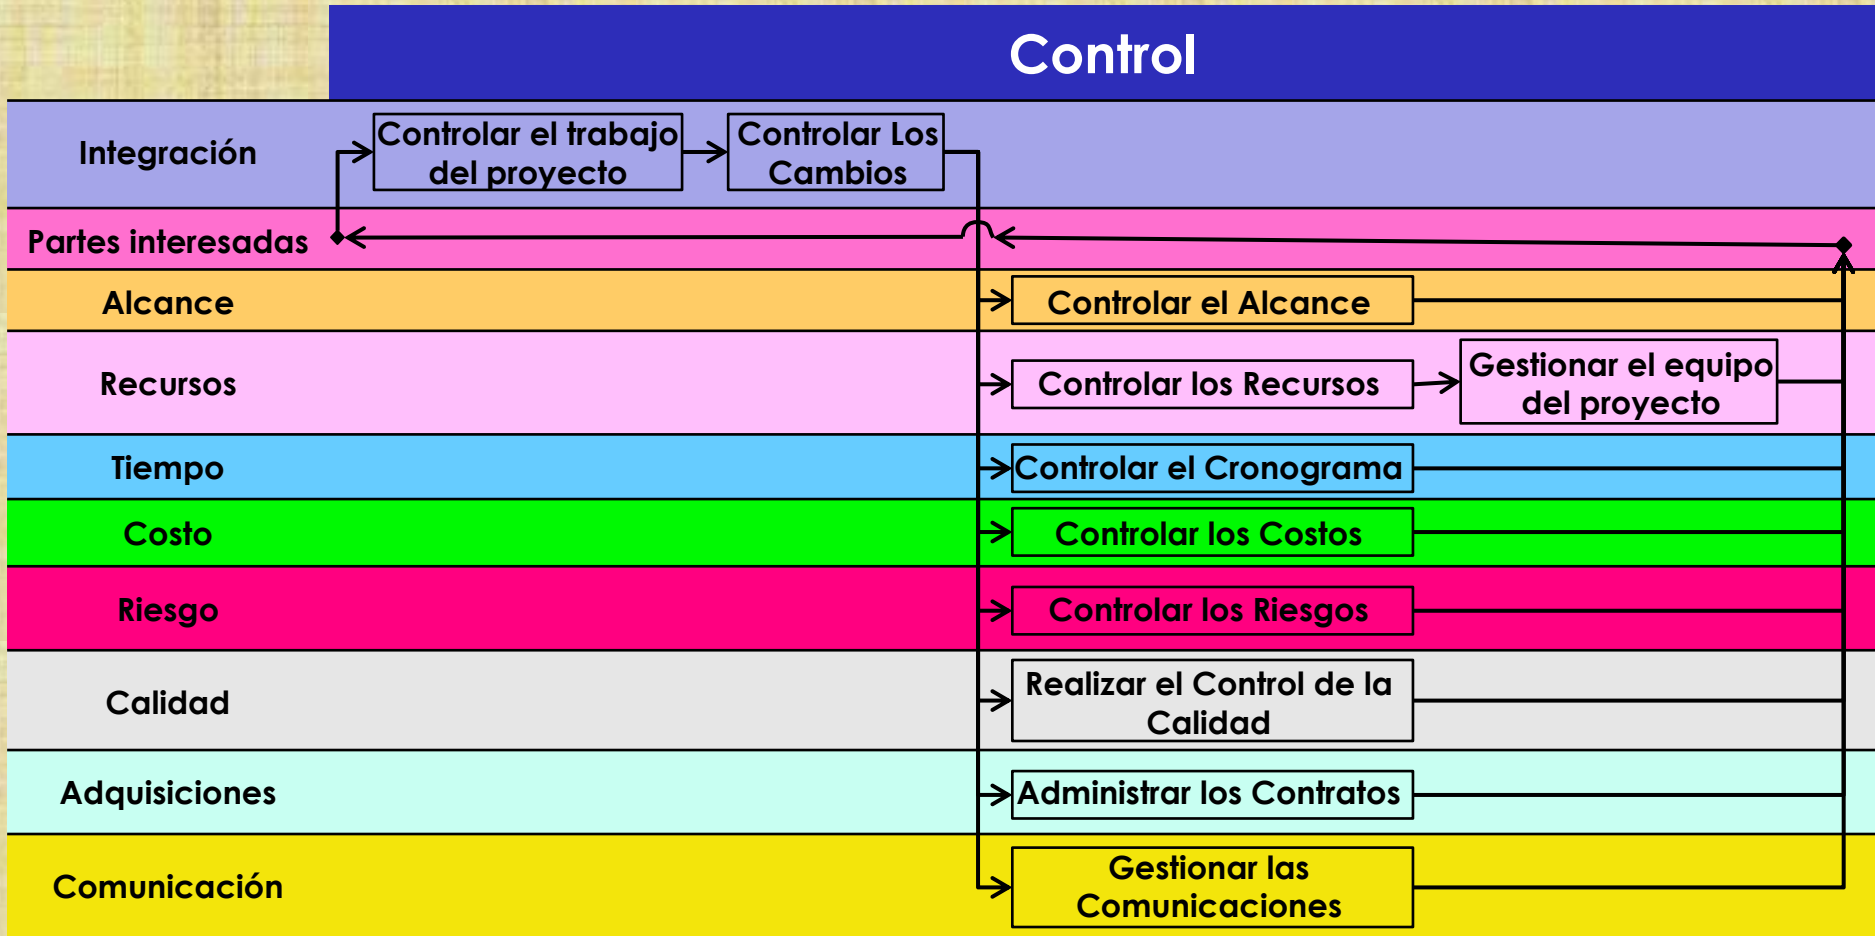 Control
Integración
Controlar el trabajo
del proyecto
Controlar Los
Cambios
Partes interesadas
Alcance
Controlar el Alcance
Recursos
Controlar los Recursos
Gestionar el equipo
del proyecto
Tiempo
Controlar el Cronograma
Costo
Controlar los Costos
Riesgo
Controlar los Riesgos
Calidad
Realizar el Control de la
Calidad
Adquisiciones
Administrar los Contratos
Comunicación
Gestionar las
Comunicaciones